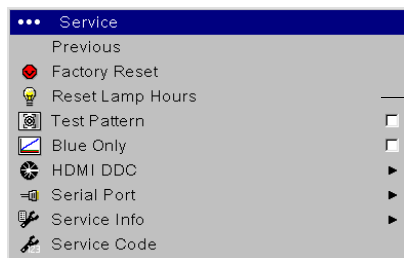 Service
Previous
Factory Reset
Reset Lamp Hours
Test Pattern
Blue Only
HDMI DDC
Serial Port
Service Info
Service Code